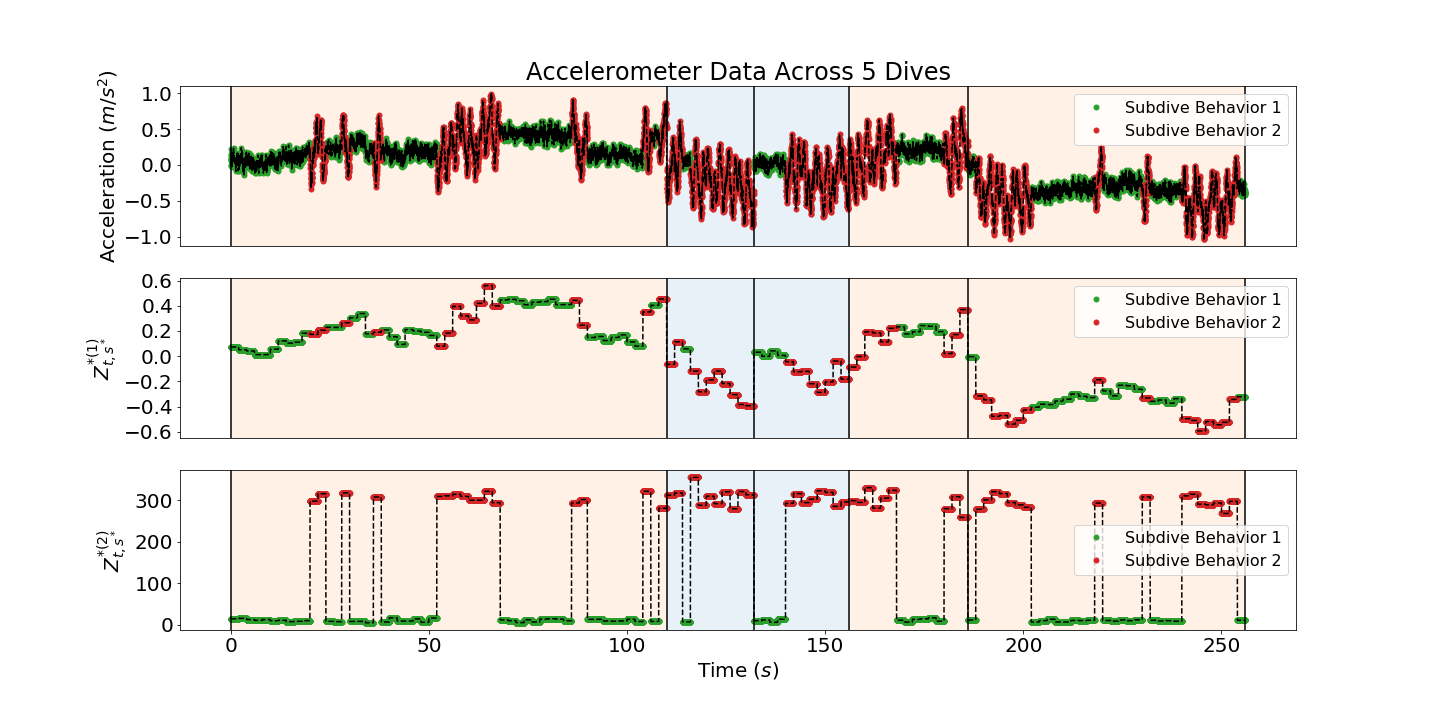 Accelerometer Data Across 5 Dives
Acceleration (m/s²)
1.0
0.5
0.0
−0.5
−1.0
Subdive Behavior 1
Subdive Behavior 2
Z*(1)t,s*
0.6
0.4
0.2
0.0
−0.2
−0.4
−0.6
Subdive Behavior 1
Subdive Behavior 2
Z*(2)t,s*
300
200
100
0
Subdive Behavior 1
Subdive Behavior 2
0 50 100 150 200 250
Time (s)